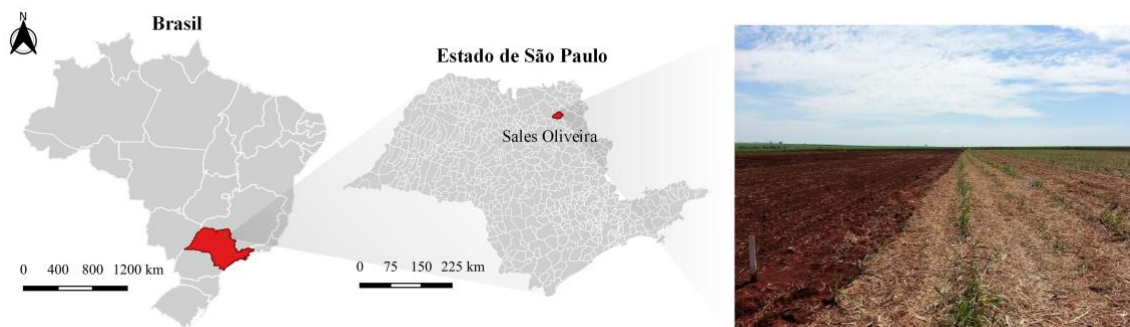 N
Brasil
Estado de São Paulo
Sales Oliveira
0 400 800 1200 km
0 75 150 225 km